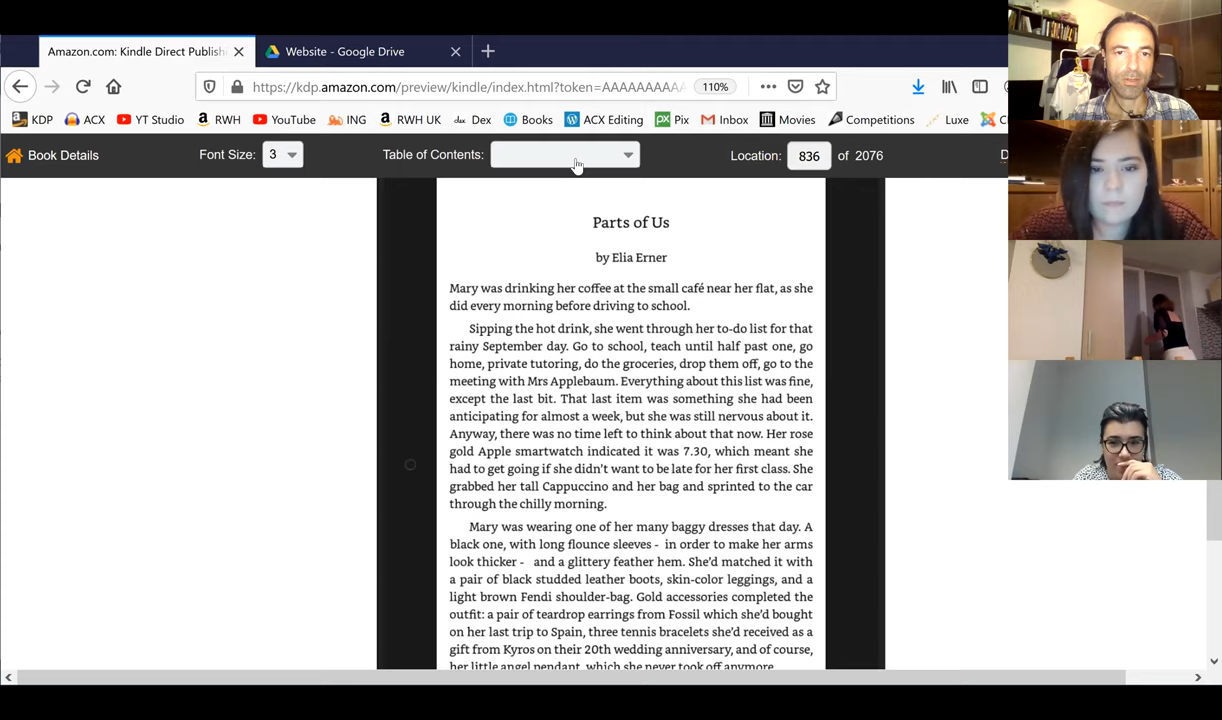 Amazon.com: Kindle Direct Publish
Website - Google Drive
https://kdp.amazon.com/preview/kindle/index.html?token=AAAAAAAAA
110%
KDP
ACX
YT Studio
RWH
YouTube
ING
RWH UK
Dex
Books
ACX Editing
Pix
Inbox
Movies
Competitions
Luxe
Book Details
Font Size: 3
Table of Contents:
Location: 836 of 2076
Parts of Us
by Elia Erner
Mary was drinking her coffee at the small café near her flat, as she
did every morning before driving to school.
Sipping the hot drink, she went through her to-do list for that
rainy September day. Go to school, teach until half past one, go
home, private tutoring, do the groceries, drop them off, go to the
meeting with Mrs Applebaum. Everything about this list was fine,
except the last bit. That last item was something she had been
anticipating for almost a week, but she was still nervous about it.
Anyway, there was no time left to think about that now. Her rose
gold Apple smartwatch indicated it was 7.30, which meant she
had to get going if she didn't want to be late for her first class. She
grabbed her tall Cappuccino and her bag and sprinted to the car
through the chilly morning.
Mary was wearing one of her many baggy dresses that day. A
black one, with long flounce sleeves - in order to make her arms
look thicker - and a glittery feather hem. She'd matched it with
a pair of black studded leather boots, skin-color leggings, and a
light brown Fendi shoulder-bag. Gold accessories completed the
outfit: a pair of teardrop earrings from Fossil which she'd bought
on her last trip to Spain, three tennis bracelets she'd received as a
gift from Kyros on their 20th wedding anniversary, and of course,
her little angel pendant, which she never took off anymore.